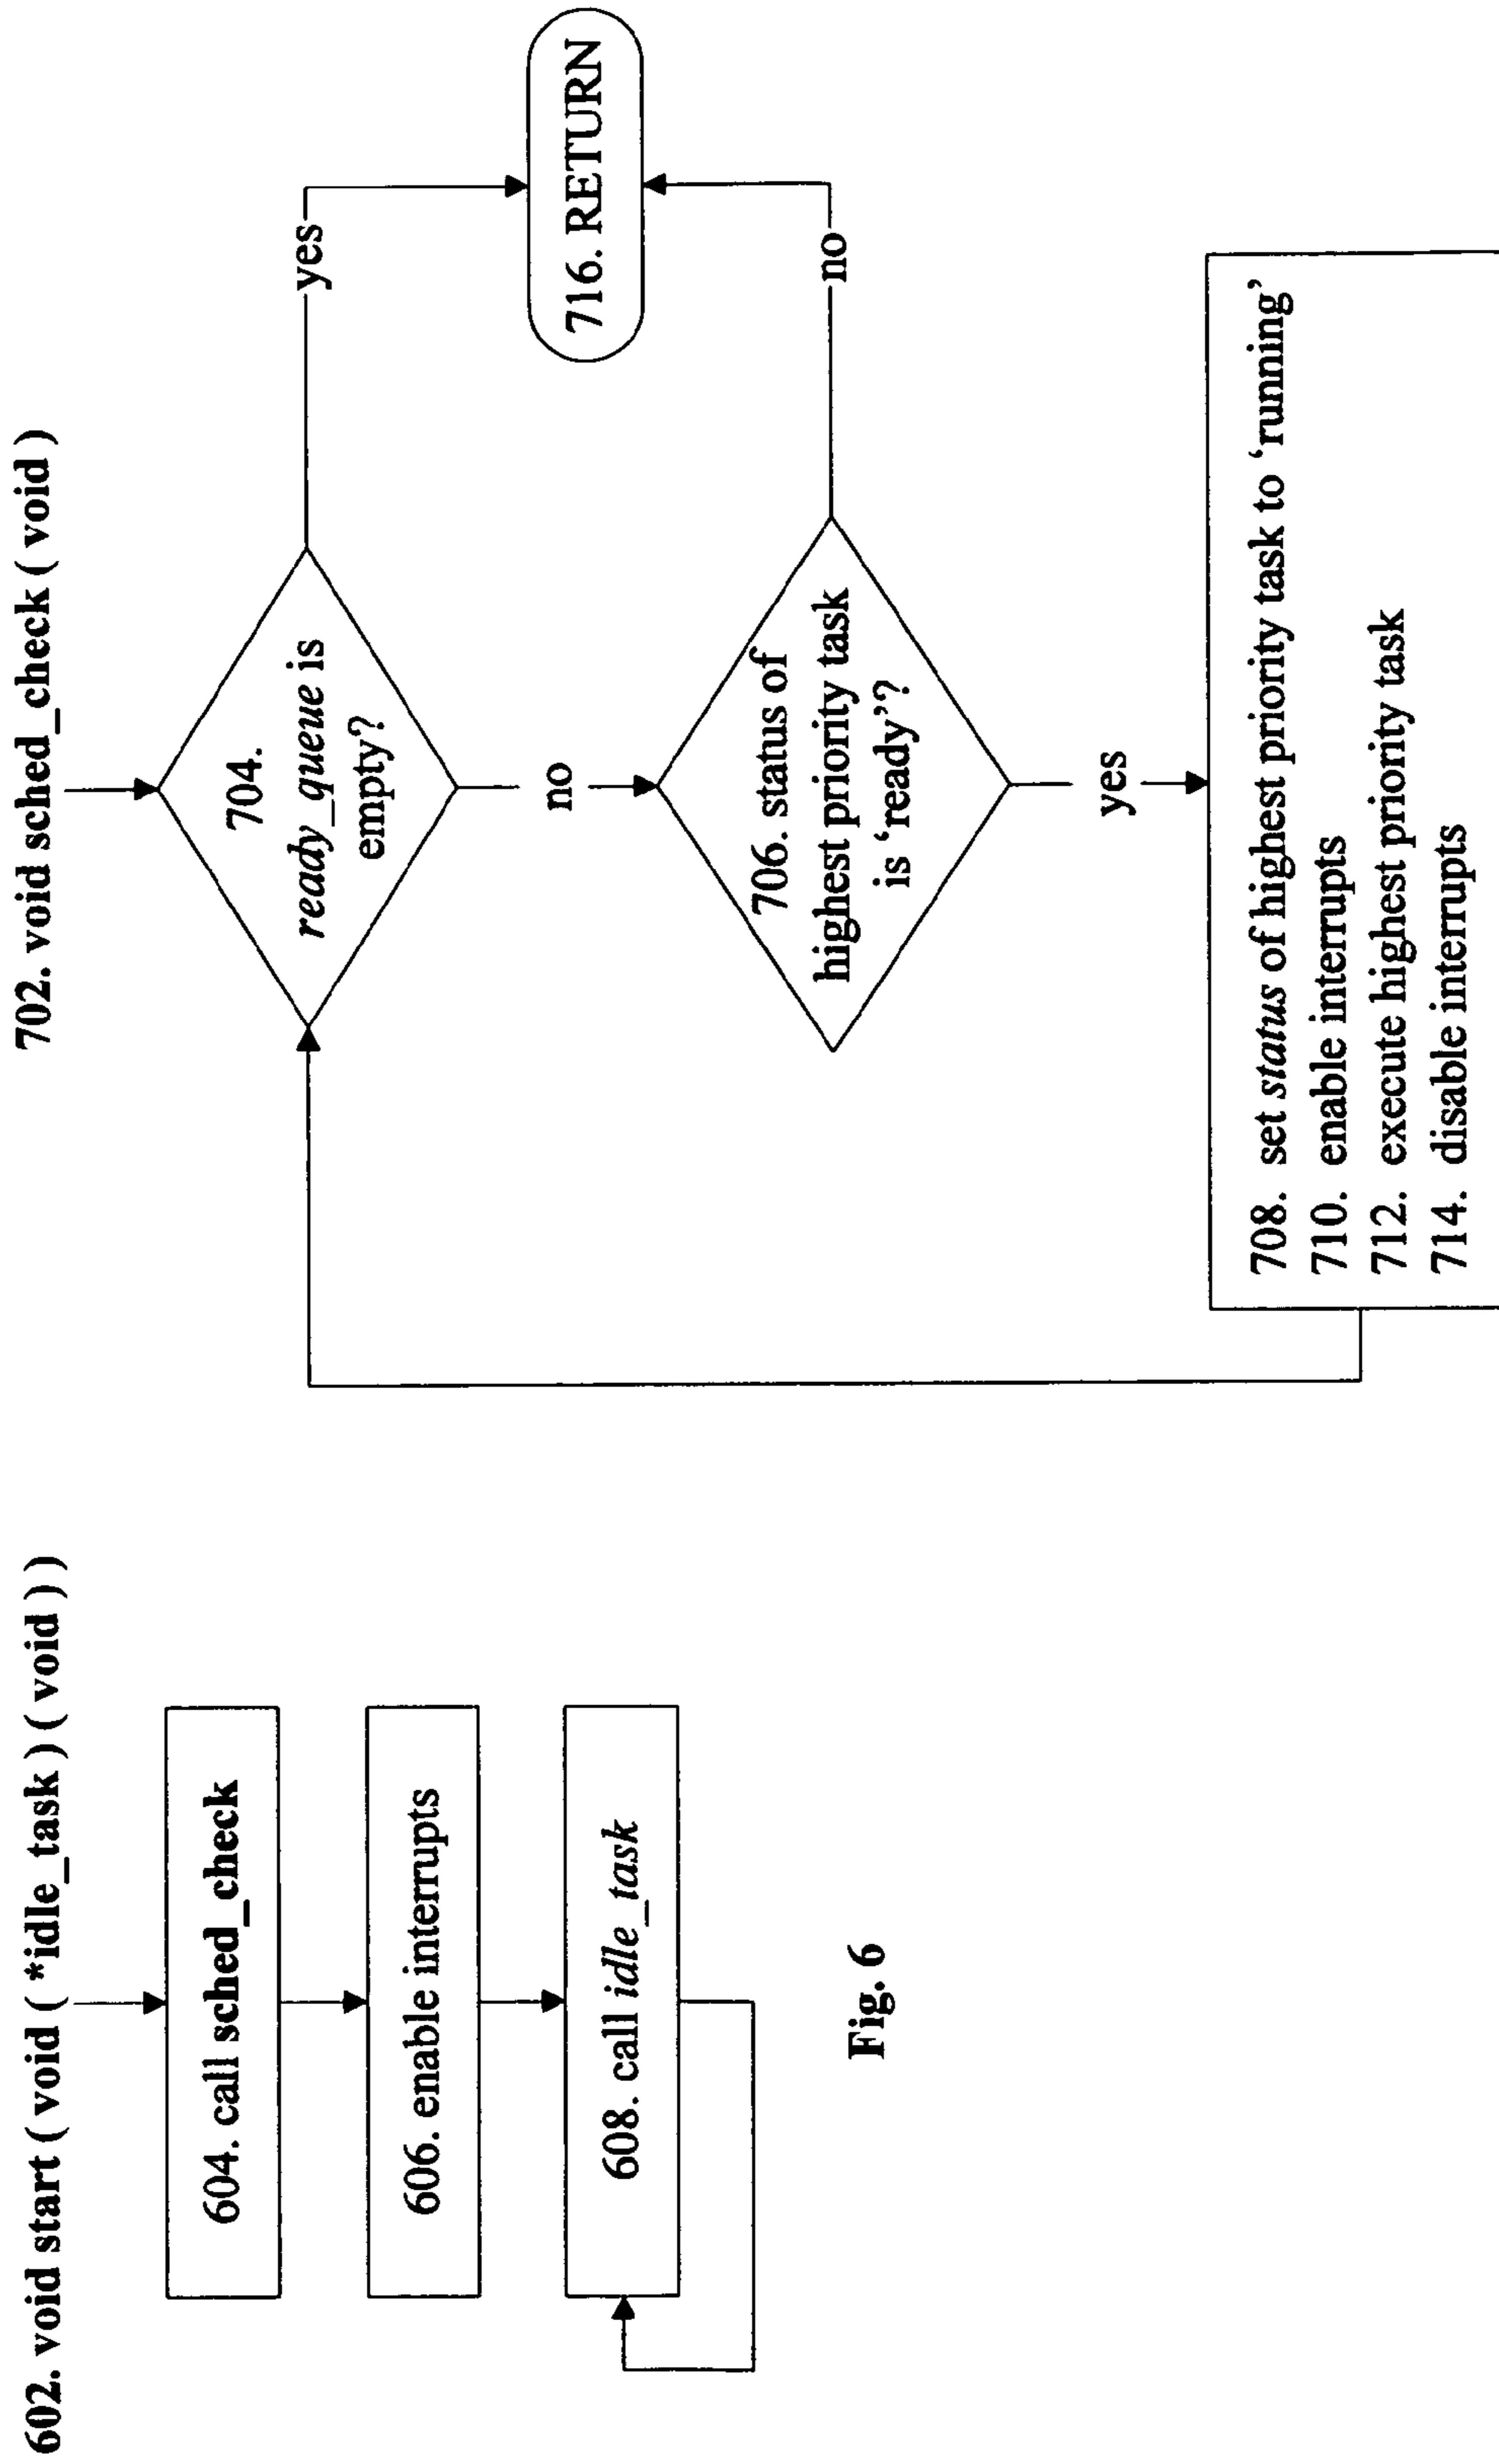 602. void start ( void ( *idle_task ) ( void ) )
604. call sched_check
606. enable interrupts
608. call idle_task
Fig. 6
702. void sched_check ( void )
704.
ready_queue is
empty?
yes
no
706. status of
highest priority task
is ‘ready’?
no
yes
716. RETURN
708. set status of highest priority task to ‘running’
710. enable interrupts
712. execute highest priority task
714. disable interrupts